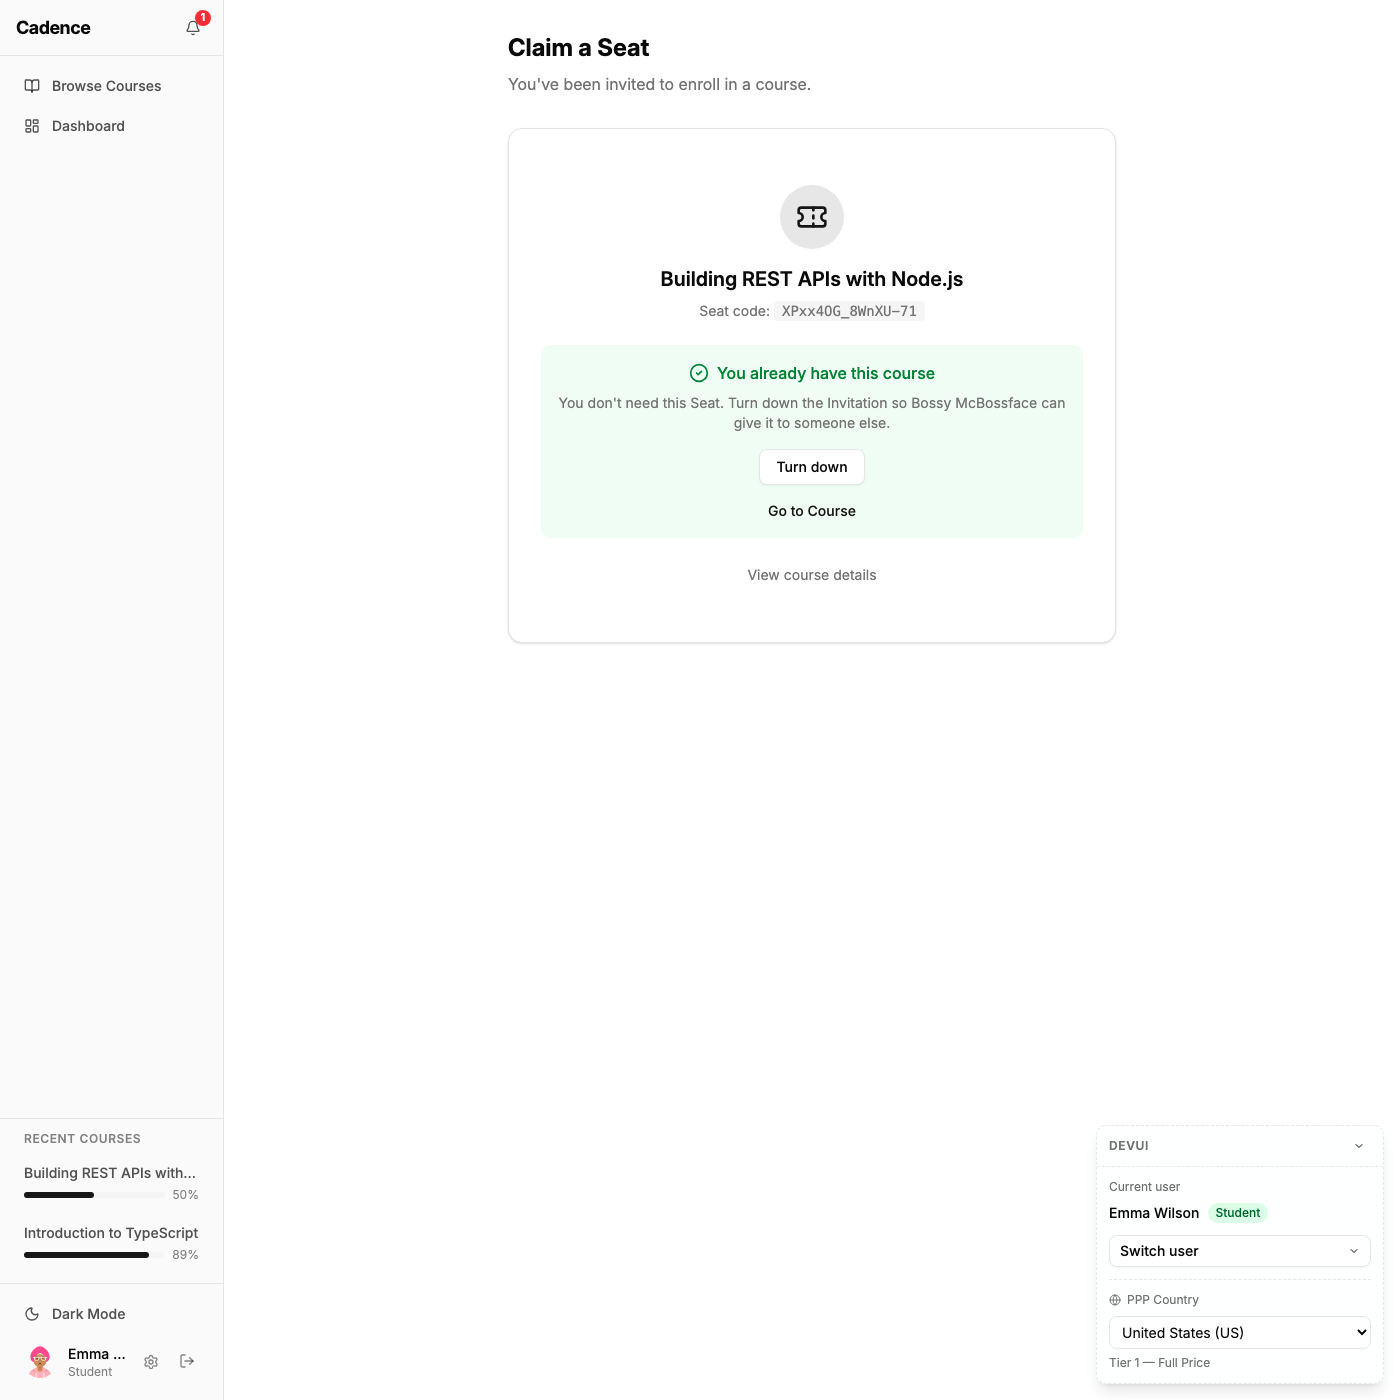 Cadence
1
Browse Courses
Dashboard
Claim a Seat
You've been invited to enroll in a course.
Building REST APIs with Node.js
Seat code: XPxx4OG_8WnXU-71
You already have this course
You don't need this Seat. Turn down the Invitation so Bossy McBossface can
give it to someone else.
Turn down
Go to Course
View course details
RECENT COURSES
Building REST APIs with...
50%
Introduction to TypeScript
89%
Dark Mode
Emma ...
Student
DEVUI
Current user
Emma Wilson Student
Switch user
PPP Country
United States (US)
Tier 1 — Full Price